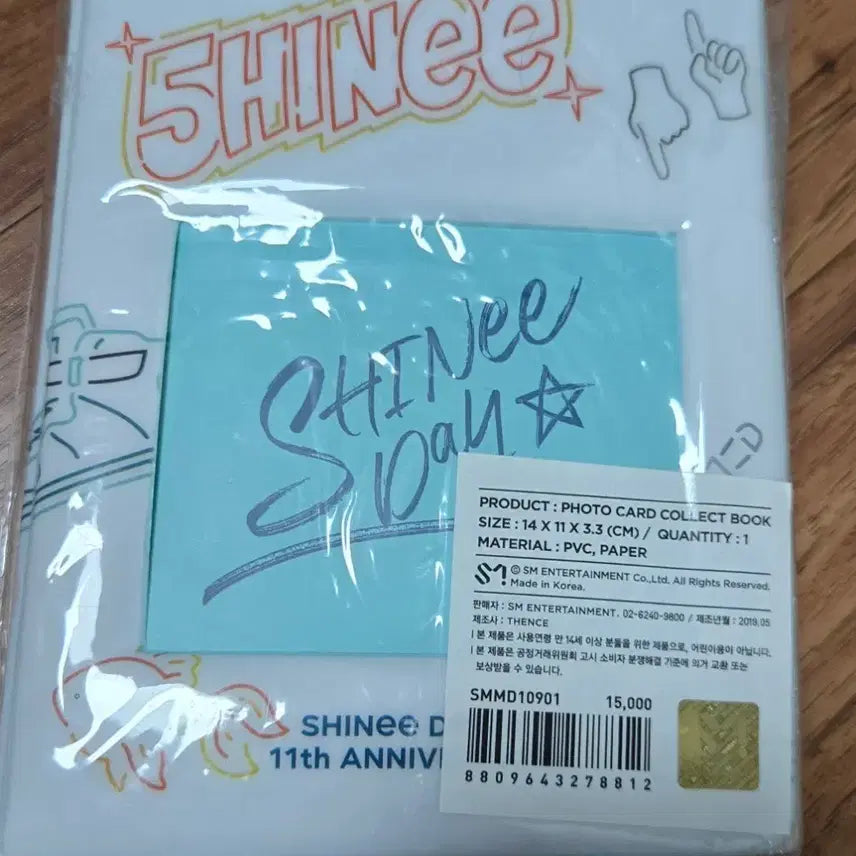 SHINee
SHINee
Day
PRODUCT : PHOTO CARD COLLECT BOOK
SIZE : 14 X 11 X 3.3 (CM) / QUANTITY : 1
MATERIAL : PVC, PAPER
SM © SM ENTERTAINMENT Co.,Ltd. All Rights Reserved.
Made in Korea.
판매자 : SM ENTERTAINMENT. 02-6240-9800 / 제조년월 : 2019.05
제조사 : THENCE
| 본 제품은 사용연령 만 14세 이상 분들을 위한 제품으로, 어린이용이 아닙니다.
| 본 제품은 공정거래위원회 고시 소비자 분쟁해결 기준에 의거 교환 또는
보상받을 수 있습니다.
SMMD10901 15,000
8809643278812
SHINee D
11th ANNIV